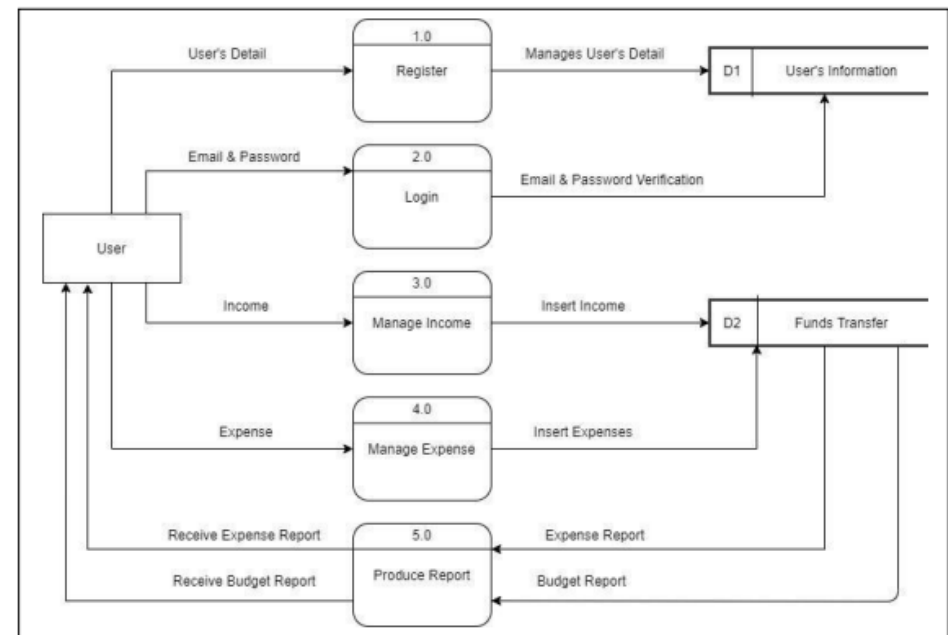 1.0
User's Detail
Manages User's Detail
Register
D1
User's Information
Email & Password
2.0
Email & Password Verification
Login
User
3.0
Income
Insert Income
Manage Income
D2
Funds Transfer
4.0
Expense
Insert Expenses
Manage Expense
Receive Expense Report
5.0
Expense Report
Receive Budget Report
Produce Report
Budget Report